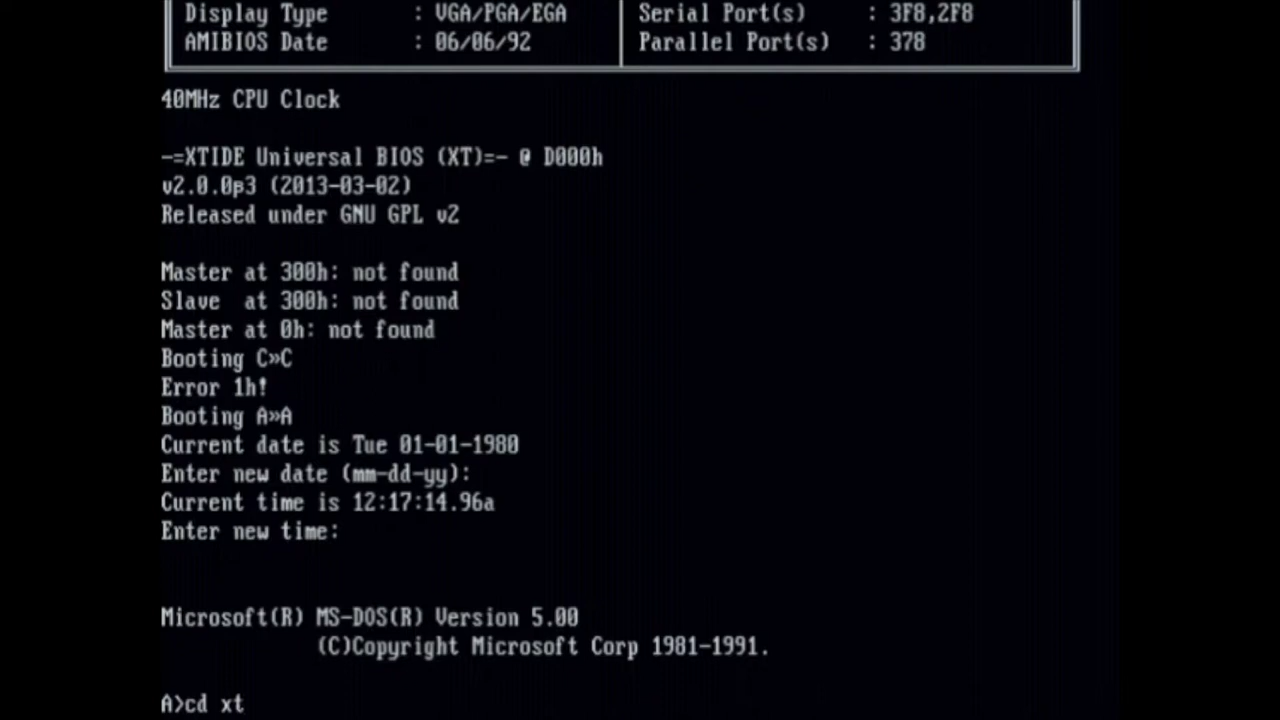 Display Type : VGA/PGA/EGA Serial Port(s) : 3F8,2F8
AMIBIOS Date : 06/06/92 Parallel Port(s) : 378
40MHz CPU Clock
-=XTIDE Universal BIOS (XT)=- @ D000h
v2.0.0β3 (2013-03-02)
Released under GNU GPL v2
Master at 300h: not found
Slave at 300h: not found
Master at 0h: not found
Booting C»C
Error 1h!
Booting A»A
Current date is Tue 01-01-1980
Enter new date (mm-dd-yy):
Current time is 12:17:14.96a
Enter new time:
Microsoft(R) MS-DOS(R) Version 5.00
(C)Copyright Microsoft Corp 1981-1991.
A>cd xt